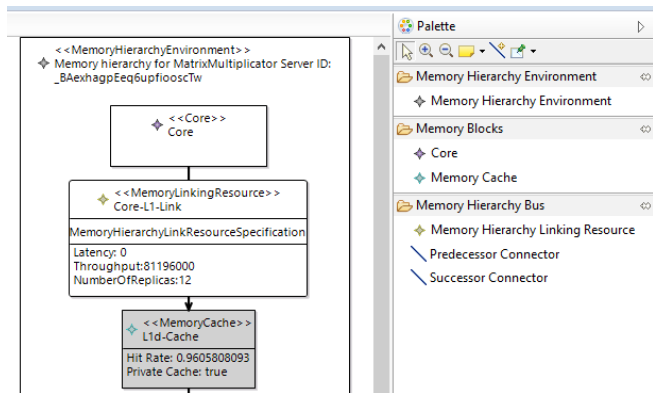 <<MemoryHierarchyEnvironment>>
Memory hierarchy for MatrixMultiplicator Server ID:
_BAexhagpEeq6upfiooscTw
<<Core>>
Core
<<MemoryLinkingResource>>
Core-L1-Link
MemoryHierarchyLinkResourceSpecification
Latency: 0
Throughput:81196000
NumberOfReplicas:12
<<MemoryCache>>
L1d-Cache
Hit Rate: 0.9605808093
Private Cache: true
Palette
Memory Hierarchy Environment
Memory Hierarchy Environment
Memory Blocks
Core
Memory Cache
Memory Hierarchy Bus
Memory Hierarchy Linking Resource
Predecessor Connector
Successor Connector